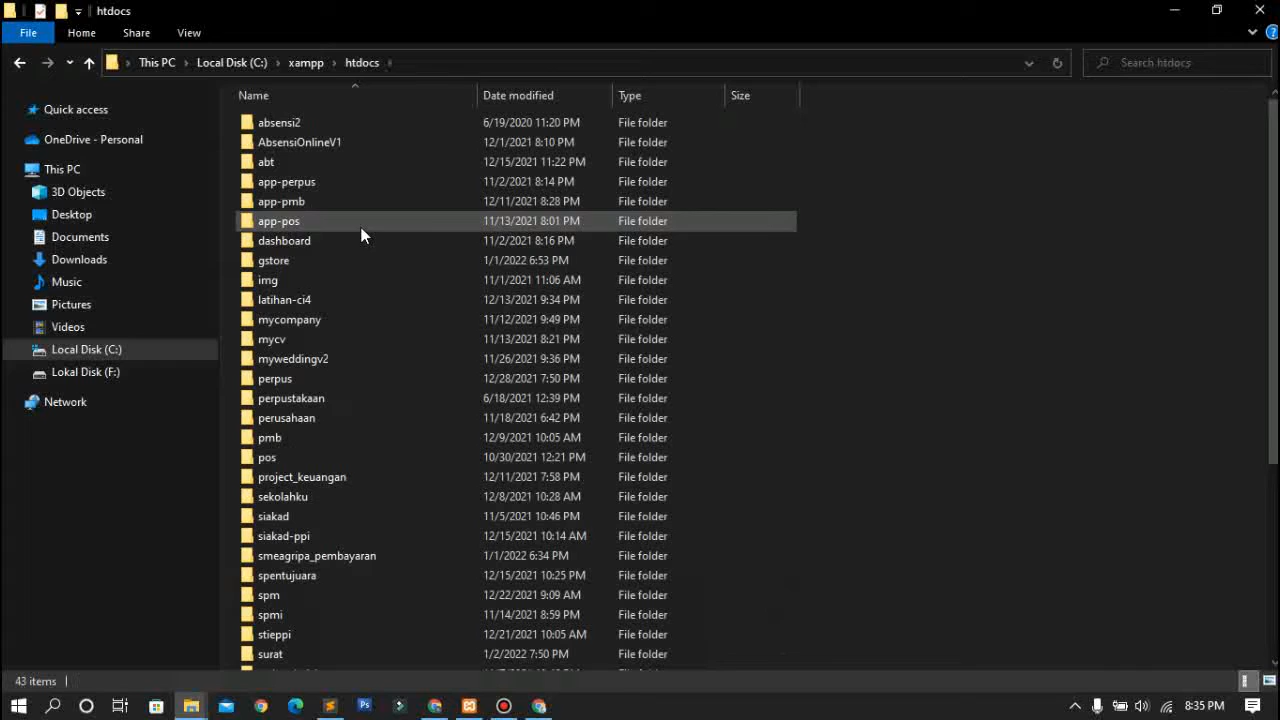 htdocs
File Home Share View
This PC Local Disk (C:) xampp htdocs Search htdocs
Name Date modified Type Size
Quick access
OneDrive - Personal
This PC
3D Objects
Desktop
Documents
Downloads
Music
Pictures
Videos
Local Disk (C:)
Lokal Disk (F:)
Network
absensi2 6/19/2020 11:20 PM File folder
AbsensiOnlineV1 12/1/2021 8:10 PM File folder
abt 12/15/2021 11:22 PM File folder
app-perpus 11/2/2021 8:14 PM File folder
app-pmb 12/11/2021 8:28 PM File folder
app-pos 11/13/2021 8:01 PM File folder
dashboard 11/2/2021 8:16 PM File folder
gstore 1/1/2022 6:53 PM File folder
img 11/1/2021 11:06 AM File folder
latihan-ci4 12/13/2021 9:34 PM File folder
mycompany 11/12/2021 9:49 PM File folder
mycv 11/13/2021 8:21 PM File folder
myweddingv2 11/26/2021 9:36 PM File folder
perpus 12/28/2021 7:50 PM File folder
perpustakaan 6/18/2021 12:39 PM File folder
perusahaan 11/18/2021 6:42 PM File folder
pmb 12/9/2021 10:05 AM File folder
pos 10/30/2021 12:21 PM File folder
project_keuangan 12/11/2021 7:58 PM File folder
sekolahku 12/8/2021 10:28 AM File folder
siakad 11/5/2021 10:46 PM File folder
siakad-ppi 12/15/2021 10:14 AM File folder
smeagripa_pembayaran 1/1/2022 6:34 PM File folder
spentujuara 12/15/2021 10:25 PM File folder
spm 12/22/2021 9:09 AM File folder
spmi 11/14/2021 8:59 PM File folder
stieppi 12/21/2021 10:05 AM File folder
surat 1/2/2022 7:50 PM File folder
43 items
8:35 PM